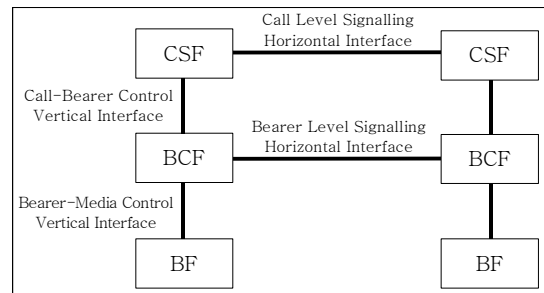 Call Level Signalling
Horizontal Interface
CSF
CSF
Call-Bearer Control
Vertical Interface
Bearer Level Signalling
Horizontal Interface
BCF
BCF
Bearer-Media Control
Vertical Interface
BF
BF